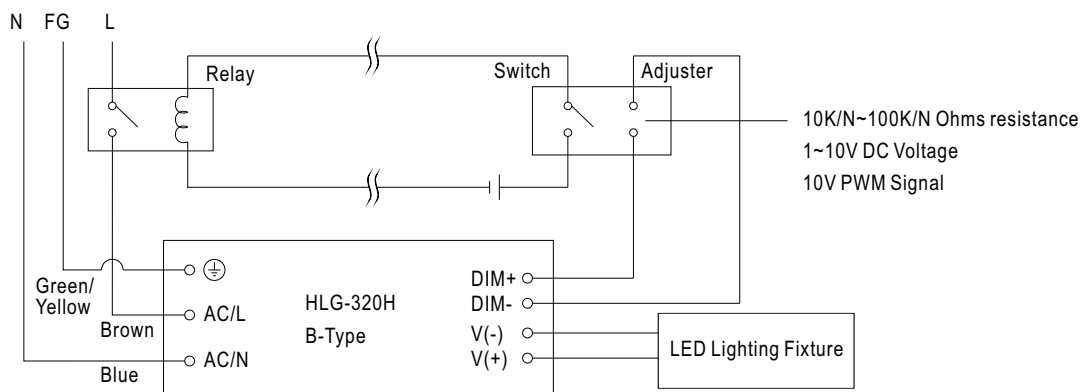 N FG L
Relay
Switch
Adjuster
10K/N~100K/N Ohms resistance
1~10V DC Voltage
10V PWM Signal
Green/
Yellow
Brown
Blue
AC/L
AC/N
HLG-320H
B-Type
DIM+
DIM-
V(-)
V(+)
LED Lighting Fixture